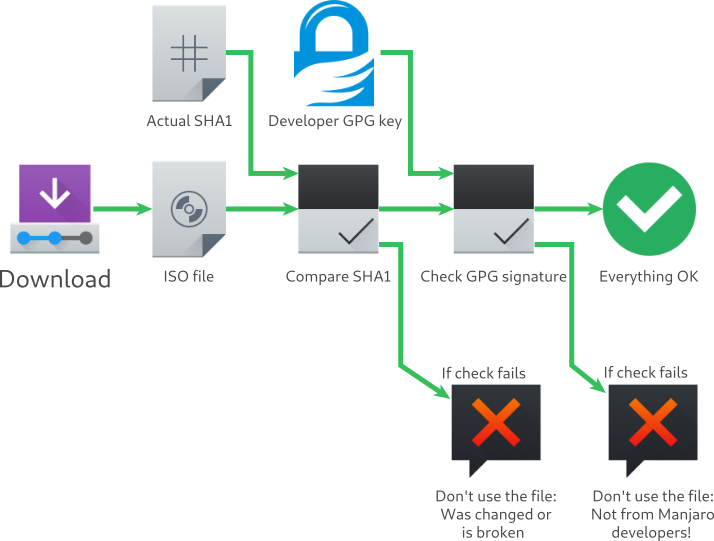 Actual SHA1
Developer GPG key
Download
ISO file
Compare SHA1
Check GPG signature
Everything OK
If check fails
If check fails
Don't use the file:
Was changed or
is broken
Don't use the file:
Not from Manjaro
developers!